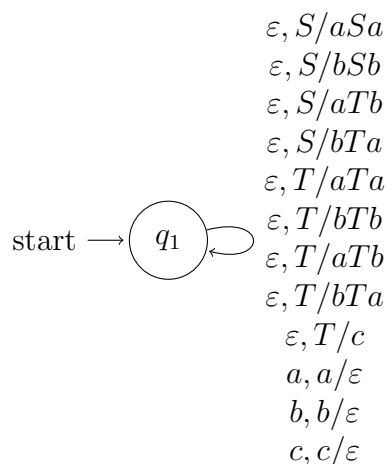 ε, S/aSa
ε, S/bSb
ε, S/aTb
ε, S/bTa
ε, T/aTa
ε, T/bTb
start q₁
ε, T/aTb
ε, T/bTa
ε, T/c
a, a/ε
b, b/ε
c, c/ε